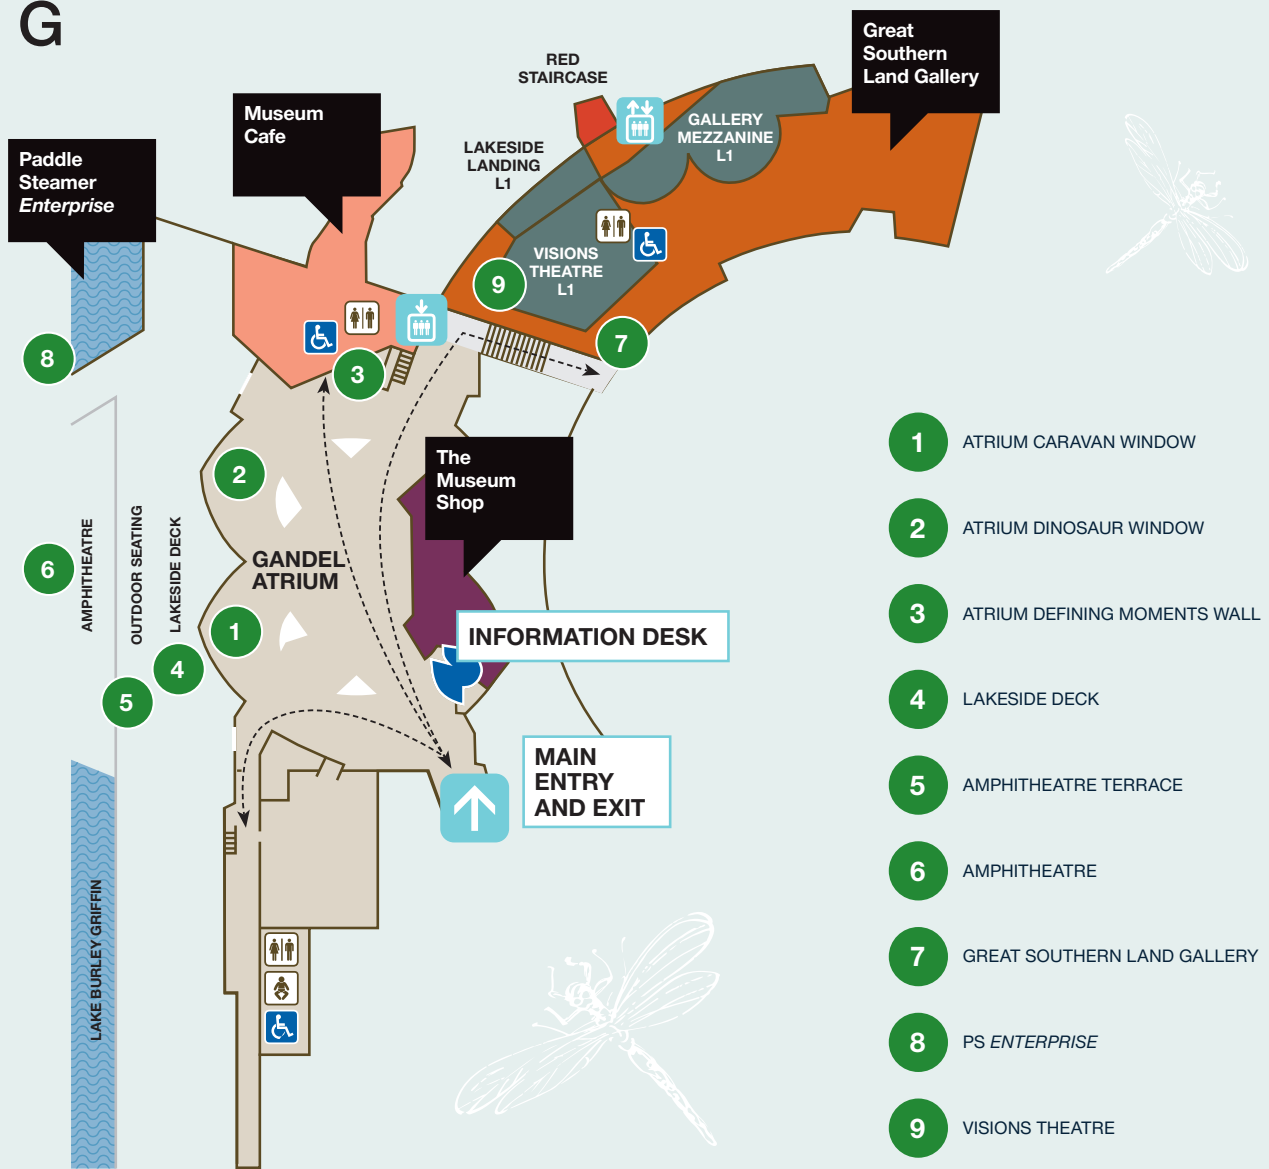 G
Great
Southern
Land Gallery
RED
STAIRCASE
Museum
Cafe
GALLERY
MEZZANINE
L1
LAKESIDE
LANDING
L1
Paddle
Steamer
Enterprise
VISIONS
THEATRE
L1
9
7
8
3
2
The
Museum
Shop
GANDEL
ATRIUM
6
AMPHITHEATRE
OUTDOOR SEATING
LAKESIDE DECK
1
INFORMATION DESK
4
5
MAIN
ENTRY
AND EXIT
LAKE BURLEY GRIFFIN
1 ATRIUM CARAVAN WINDOW
2 ATRIUM DINOSAUR WINDOW
3 ATRIUM DEFINING MOMENTS WALL
4 LAKESIDE DECK
5 AMPHITHEATRE TERRACE
6 AMPHITHEATRE
7 GREAT SOUTHERN LAND GALLERY
8 PS ENTERPRISE
9 VISIONS THEATRE